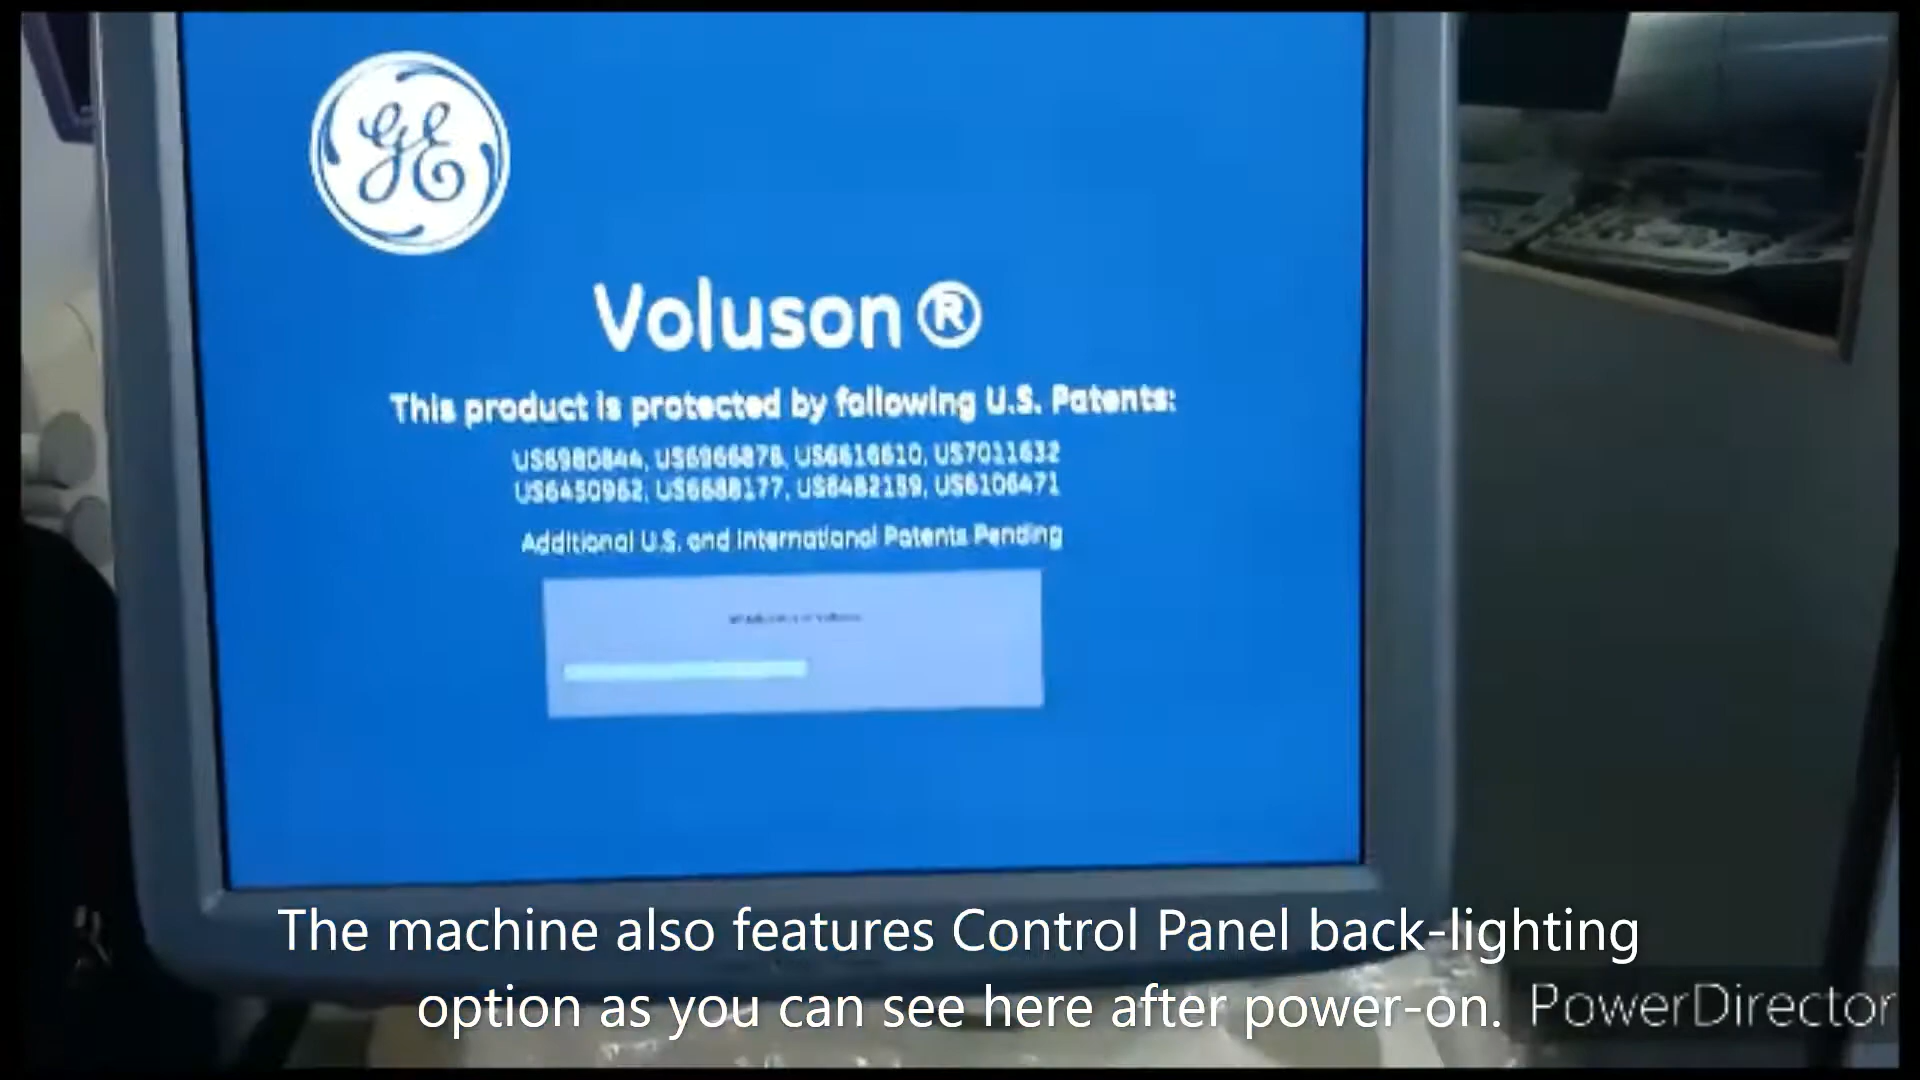 GE
Voluson ®
This product is protected by following U.S. Patents:
US6980844, US6966878, US6616610, US7011632
US6450962, US6688177, US6482159, US6106471
Additional U.S. and International Patents Pending
The machine also features Control Panel back-lighting
option as you can see here after power-on.
PowerDirector